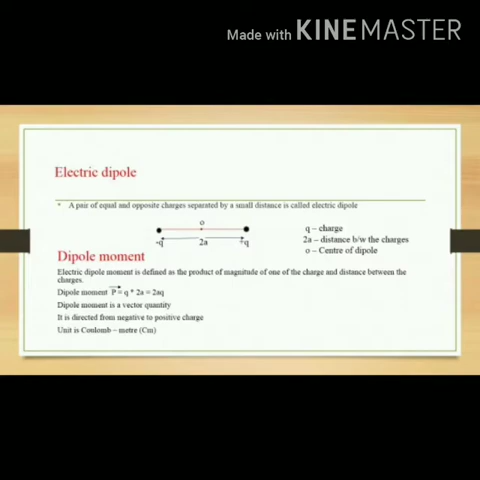 Made with KINEMASTER
Electric dipole
* A pair of equal and opposite charges separated by a small distance is called electric dipole
o
-q 2a +q
q – charge
2a – distance b/w the charges
o – Centre of dipole
Dipole moment
Electric dipole moment is defined as the product of magnitude of one of the charge and distance between the
charges.
Dipole moment P = q * 2a = 2aq
Dipole moment is a vector quantity
It is directed from negative to positive charge
Unit is Coulomb – metre (Cm)